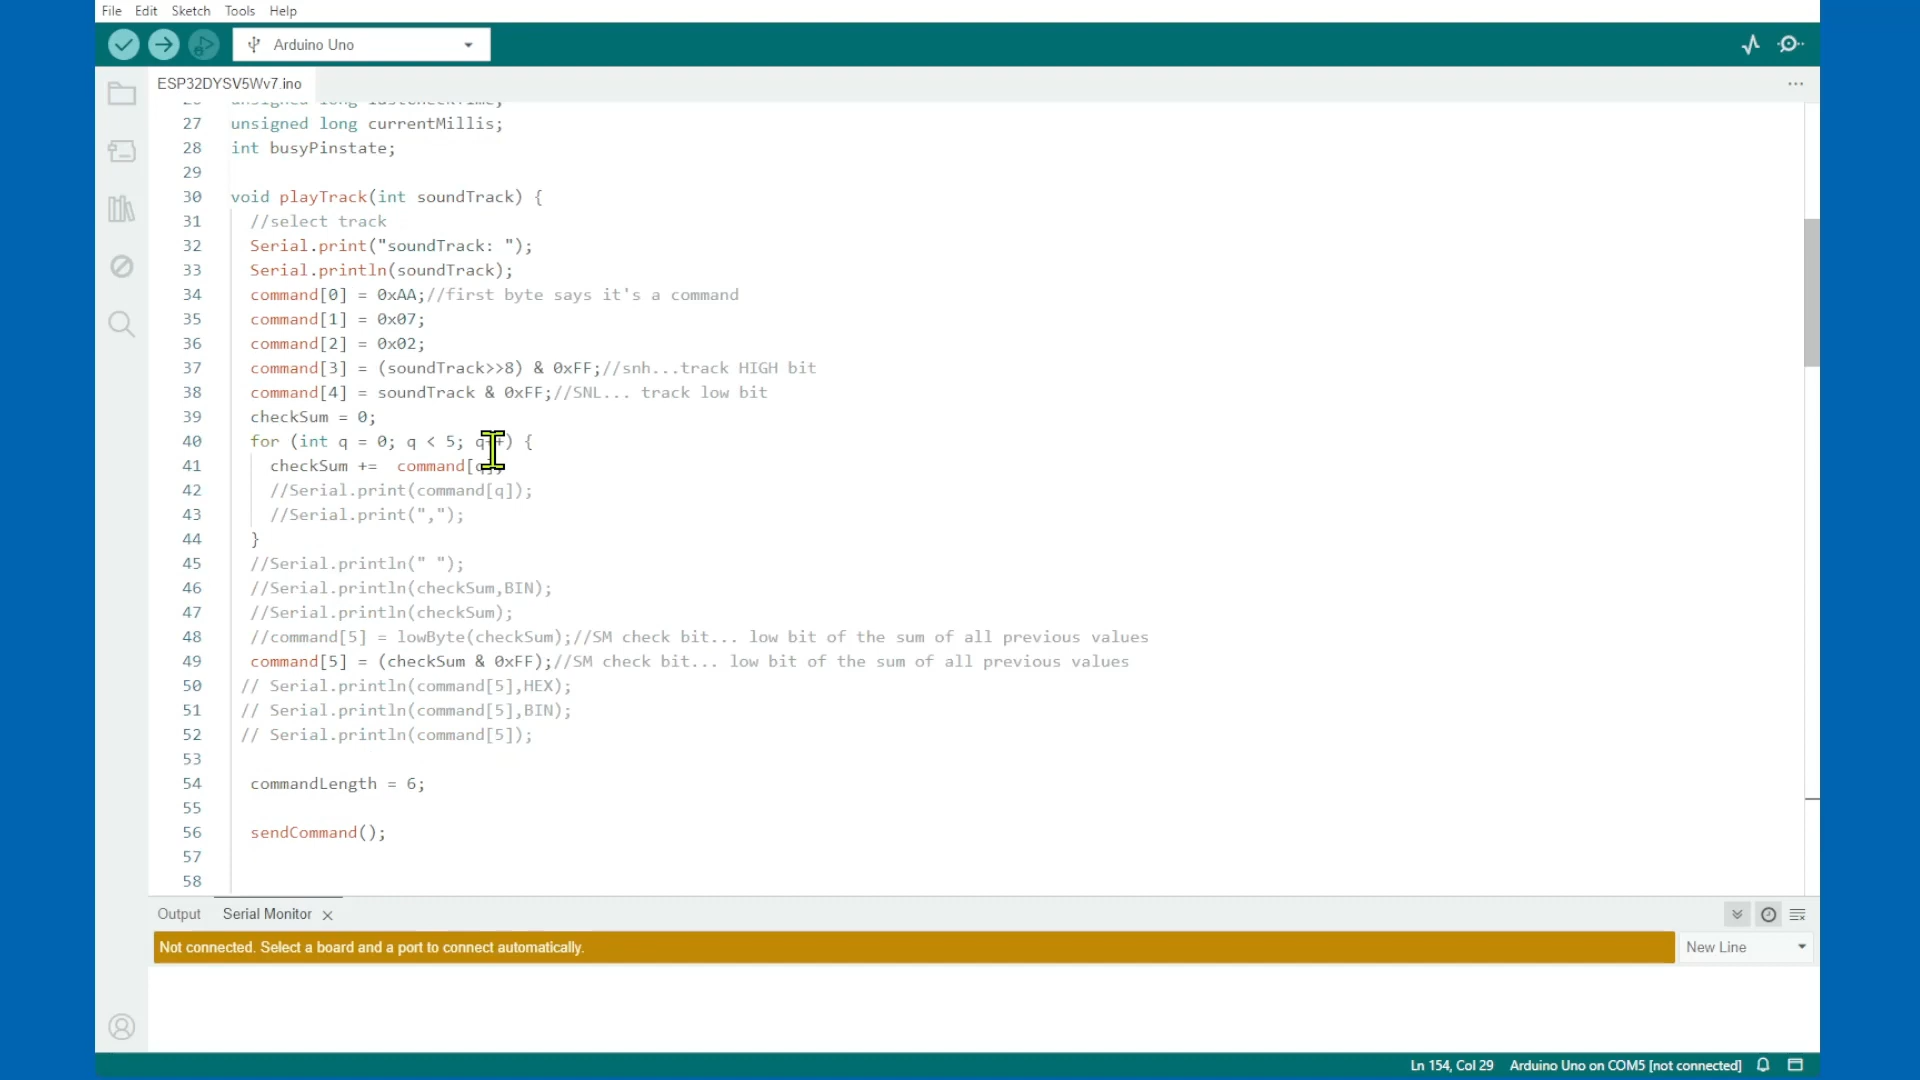 File Edit Sketch Tools Help
Arduino Uno
ESP32DYSV5Wv7.ino
27 unsigned long currentMillis;
28 int busyPinstate;
29
30 void playTrack(int soundTrack) {
31 //select track
32 Serial.print("soundTrack: ");
33 Serial.println(soundTrack);
34 command[0] = 0xAA;//first byte says it's a command
35 command[1] = 0x07;
36 command[2] = 0x02;
37 command[3] = (soundTrack>>8) & 0xFF;//snh...track HIGH bit
38 command[4] = soundTrack & 0xFF;//SNL... track low bit
39 checkSum = 0;
40 for (int q = 0; q < 5; q++) {
41 checkSum += command[q];
42 //Serial.print(command[q]);
43 //Serial.print(",");
44 }
45 //Serial.println(" ");
46 //Serial.println(checkSum,BIN);
47 //Serial.println(checkSum);
48 //command[5] = lowByte(checkSum);//SM check bit... low bit of the sum of all previous values
49 command[5] = (checkSum & 0xFF);//SM check bit... low bit of the sum of all previous values
50 // Serial.println(command[5],HEX);
51 // Serial.println(command[5],BIN);
52 // Serial.println(command[5]);
53
54 commandLength = 6;
55
56 sendCommand();
57
58
Output Serial Monitor
Not connected. Select a board and a port to connect automatically.
New Line
Ln 154, Col 29 Arduino Uno on COM5 [not connected]